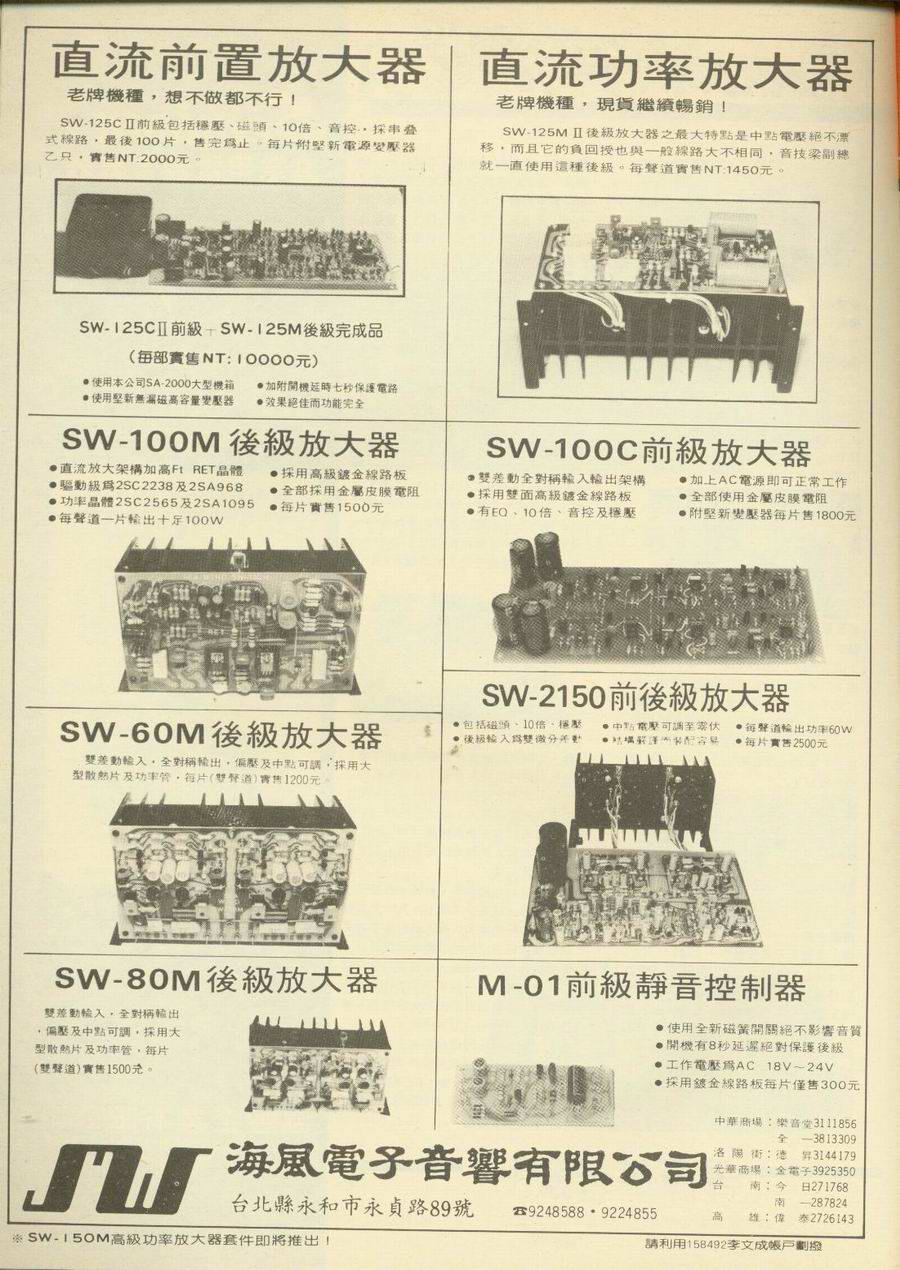 直流前置放大器
老牌機種，想不做都不行！
SW-125CⅡ前級包括穩壓、磁頭、10倍、音控，採串叠
式線路，最後100片，售完爲止。每片附堅新電源變壓器
乙只，實售NT:2000元。
SW-125CⅡ前級＋SW-125M後級完成品
（每部實售NT:10000元）
●使用本公司SA-2000大型機箱
●使用堅新無漏磁高容量變壓器
●加附開機延時七秒保護電路
●效果絕佳而功能完全
直流功率放大器
老牌機種，現貨繼續暢銷！
SW-125MⅡ後級放大器之最大特點是中點電壓絕不漂
移，而且它的負回授也與一般線路大不相同，音技梁副總
就一直使用這種後級。每聲道實售NT:1450元。
SW-100M後級放大器
●直流放大架構加高Ft RET晶體
●驅動級爲2SC2238及2SA968
●功率晶體2SC2565及2SA1095
●每聲道一片輸出十足100W
●採用高級鍍金線路板
●全部採用金屬皮膜電阻
●每片實售1500元
SW-100C前級放大器
●雙差動全對稱輸入輸出架構
●採用雙面高級鍍金線路板
●有EQ、10倍、音控及穩壓
●加上AC電源即可正常工作
●全部使用金屬皮膜電阻
●附堅新變壓器每片售1800元
SW-60M後級放大器
雙差動輸入，全對稱輸出，偏壓及中點可調，採用大
型散熱片及功率管，每片(雙聲道)實售1200元。
SW-2150前後級放大器
●包括磁頭、10倍、穩壓
●後級輸入爲雙微分差動
●中點電壓可調至零伏
●結構嚴謹而裝配容易
●每聲道輸出功率60W
●每片實售2500元
SW-80M後級放大器
雙差動輸入，全對稱輸出
，偏壓及中點可調，採用大
型散熱片及功率管，每片
(雙聲道)實售1500元。
M-01前級靜音控制器
●使用全新磁簧開關絕不影響音質
●開機有8秒延遲絕對保護後級
●工作電壓爲AC 18V～24V
●採用鍍金線路板每片僅售300元
SW
海風電子音響有限公司
台北縣永和市永貞路89號 ☎9248588・9224855
中華商場：樂音堂3111856
全 一3813309
洛陽街：德 昇3144179
光華商場：金電子3925350
台 南：今 日271768
南 一287824
高 雄：偉 泰2726143
※SW-150M高級功率放大器套件即將推出！
請利用158492李文成帳戶劃撥